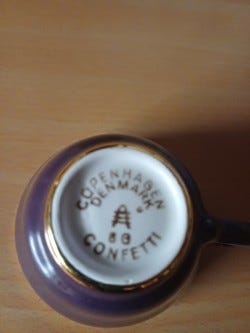 COPENHAGEN
DENMARK
69
CONFETTI